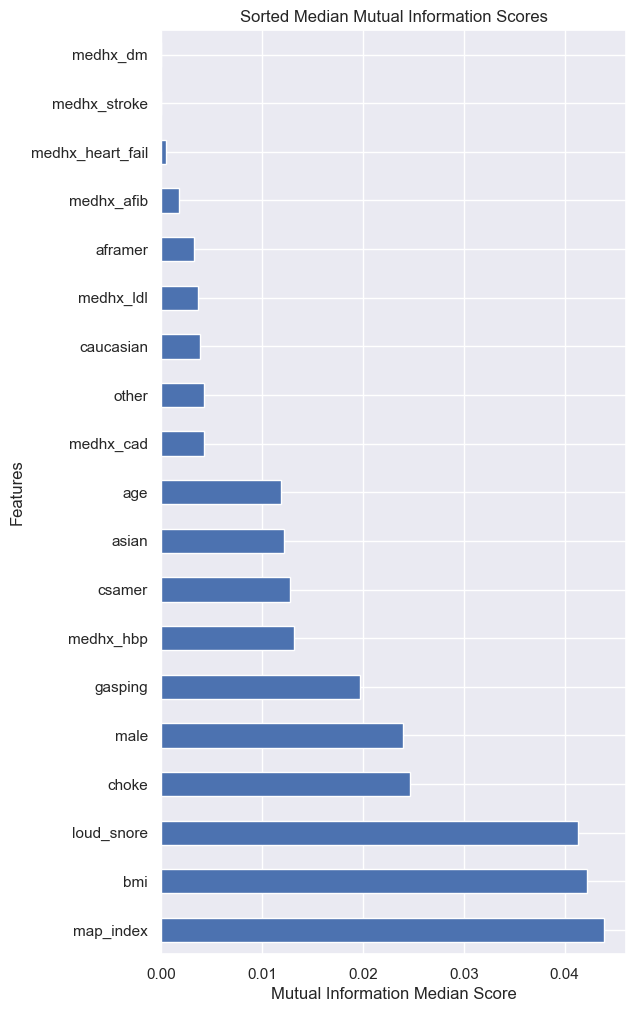 Sorted Median Mutual Information Scores
medhx_dm
medhx_stroke
medhx_heart_fail
medhx_afib
aframer
medhx_ldl
caucasian
other
medhx_cad
age
asian
csamer
medhx_hbp
gasping
male
choke
loud_snore
bmi
map_index
Features
0.00 0.01 0.02 0.03 0.04
Mutual Information Median Score